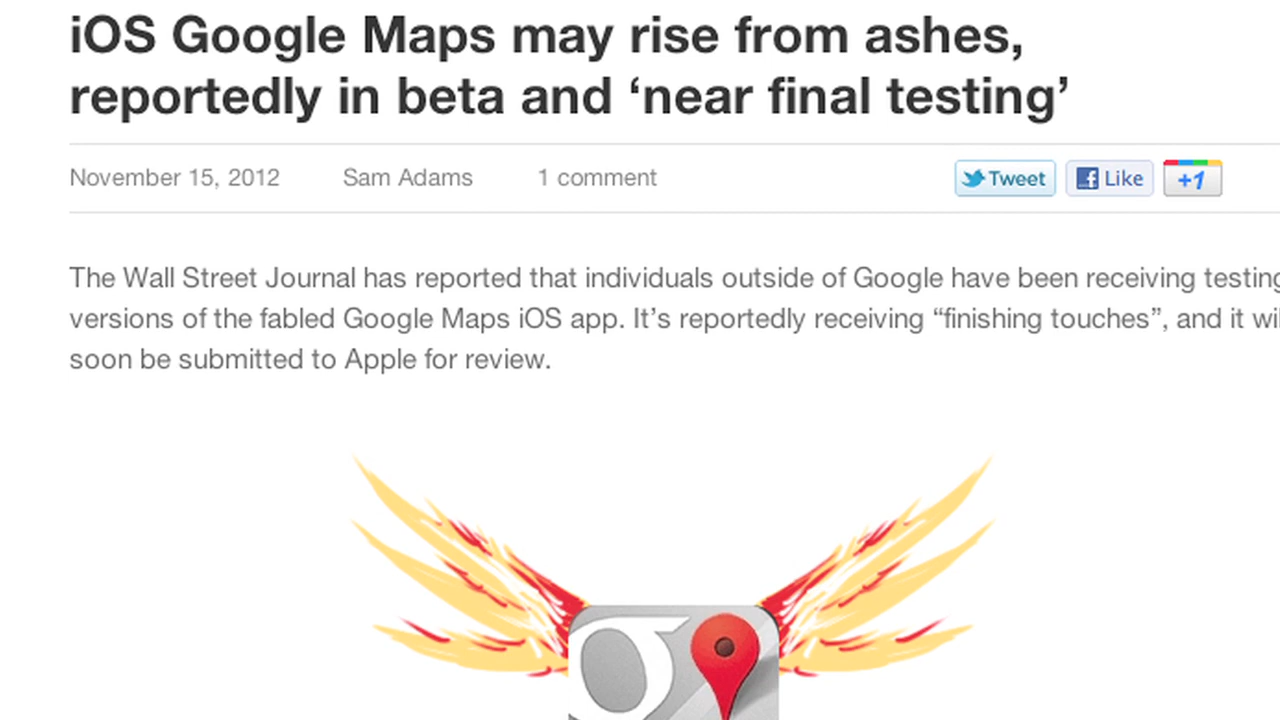 iOS Google Maps may rise from ashes,
reportedly in beta and ‘near final testing’
November 15, 2012 Sam Adams 1 comment Tweet Like +1
The Wall Street Journal has reported that individuals outside of Google have been receiving testing
versions of the fabled Google Maps iOS app. It’s reportedly receiving “finishing touches”, and it wil
soon be submitted to Apple for review.
g